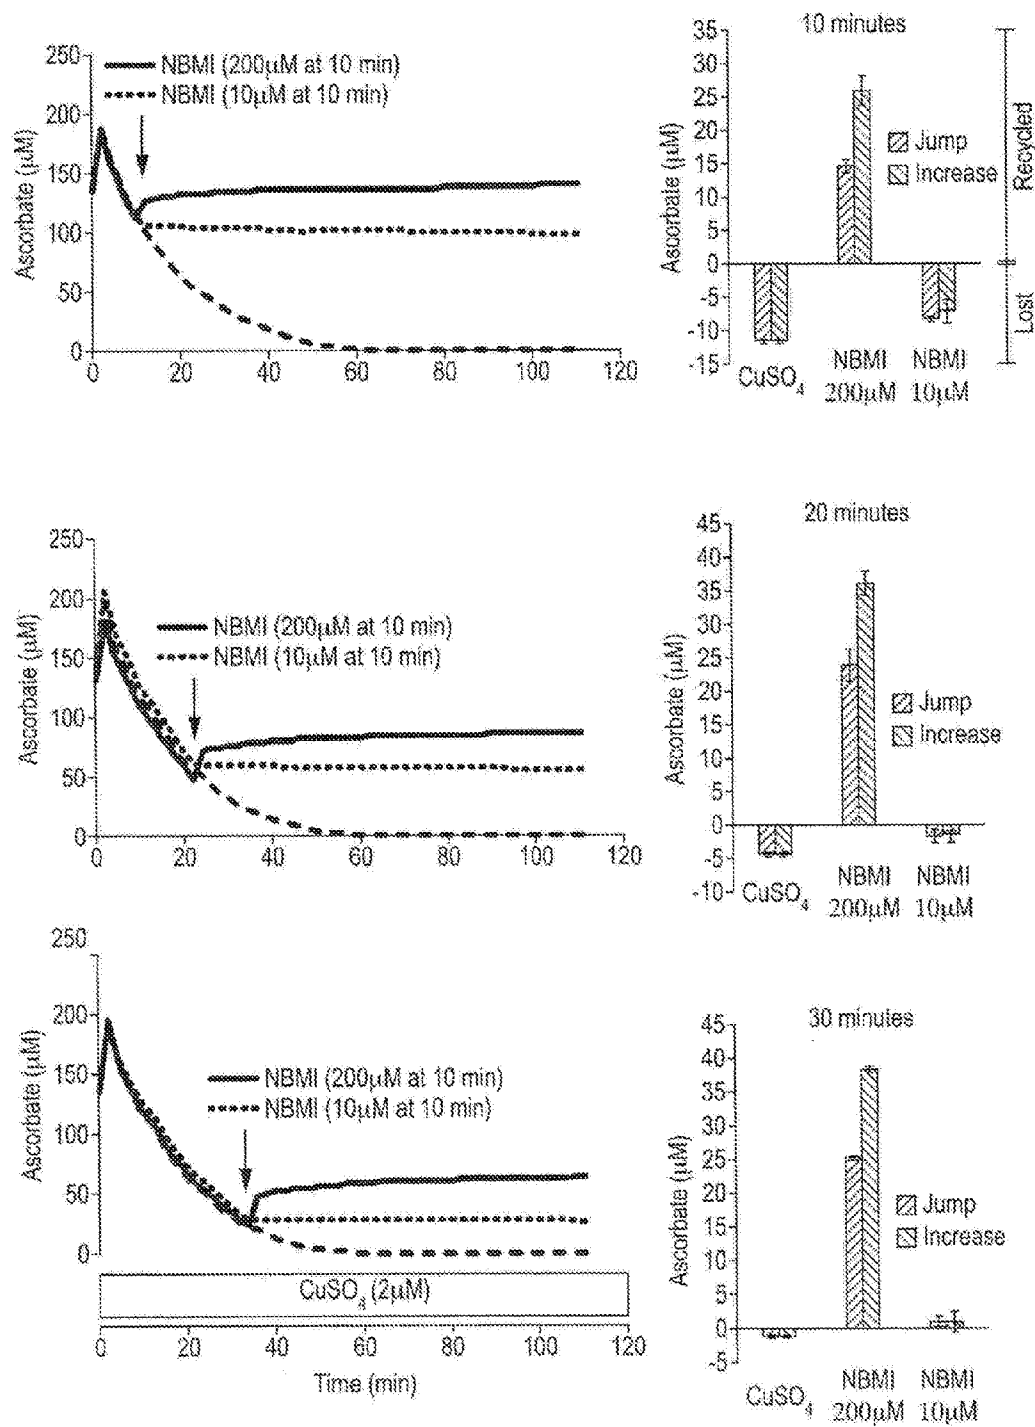 250
200
150
100
50
0
Ascorbate (μM)
NBMI (200μM at 10 min)
NBMI (10μM at 10 min)
0 20 40 60 80 100 120
10 minutes
35
30
25
20
15
10
5
0
-5
-10
-15
Ascorbate (μM)
Jump
Increase
Recycled
Lost
CuSO4 NBMI 200μM NBMI 10μM
250
200
150
100
50
0
Ascorbate (μM)
NBMI (200μM at 10 min)
NBMI (10μM at 10 min)
0 20 40 60 80 100 120
20 minutes
45
40
35
30
25
20
15
10
5
0
-5
-10
Ascorbate (μM)
Jump
Increase
CuSO4 NBMI 200μM NBMI 10μM
250
200
150
100
50
0
Ascorbate (μM)
NBMI (200μM at 10 min)
NBMI (10μM at 10 min)
CuSO4 (2μM)
0 20 40 60 80 100 120
Time (min)
30 minutes
45
40
35
30
25
20
15
10
5
0
-5
Ascorbate (μM)
Jump
Increase
CuSO4 NBMI 200μM NBMI 10μM